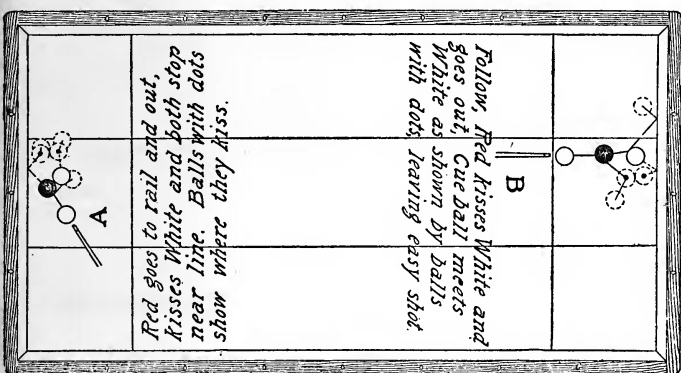 Follow, Red kisses White and
goes out, Cue ball meets
White as shown by balls
with dots, leaving easy shot.
B
Red goes to rail and out,
kisses White and both stop
near line. Balls with dots
show where they kiss.
A